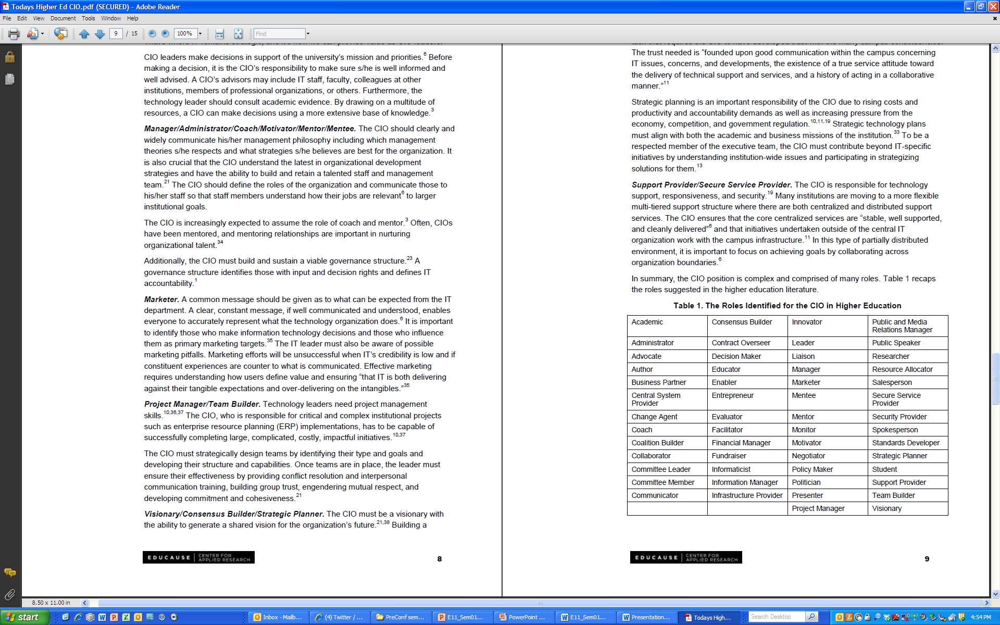 Todays Higher Ed CIO.pdf (SECURED) - Adobe Reader
File Edit View Document Tools Window Help
9 / 15 100% Find
CIO leaders make decisions in support of the university's mission and priorities.6 Before
making a decision, it is the CIO's responsibility to make sure s/he is well informed and
well advised. A CIO's advisors may include IT staff, faculty, colleagues at other
institutions, members of professional organizations, or others. Furthermore, the
technology leader should consult academic evidence. By drawing on a multitude of
resources, a CIO can make decisions using a more extensive base of knowledge.3
Manager/Administrator/Coach/Motivator/Mentor/Mentee. The CIO should clearly and
widely communicate his/her management philosophy including which management
theories s/he respects and what strategies s/he believes are best for the organization. It
is also crucial that the CIO understand the latest in organizational development
strategies and have the ability to build and retain a talented staff and management
team.21 The CIO should define the roles of the organization and communicate those to
his/her staff so that staff members understand how their jobs are relevant6 to larger
institutional goals.
The CIO is increasingly expected to assume the role of coach and mentor.3 Often, CIOs
have been mentored, and mentoring relationships are important in nurturing
organizational talent.34
Additionally, the CIO must build and sustain a viable governance structure.23 A
governance structure identifies those with input and decision rights and defines IT
accountability.1
Marketer. A common message should be given as to what can be expected from the IT
department. A clear, constant message, if well communicated and understood, enables
everyone to accurately represent what the technology organization does.6 It is important
to identify those who make information technology decisions and those who influence
them as primary marketing targets.35 The IT leader must also be aware of possible
marketing pitfalls. Marketing efforts will be unsuccessful when IT's credibility is low and if
constituent experiences are counter to what is communicated. Effective marketing
requires understanding how users define value and ensuring "that IT is both delivering
against their tangible expectations and over-delivering on the intangibles."35
Project Manager/Team Builder. Technology leaders need project management
skills.10,36,37 The CIO, who is responsible for critical and complex institutional projects
such as enterprise resource planning (ERP) implementations, has to be capable of
successfully completing large, complicated, costly, impactful initiatives.10,37
The CIO must strategically design teams by identifying their type and goals and
developing their structure and capabilities. Once teams are in place, the leader must
ensure their effectiveness by providing conflict resolution and interpersonal
communication training, building group trust, engendering mutual respect, and
developing commitment and cohesiveness.21
Visionary/Consensus Builder/Strategic Planner. The CIO must be a visionary with
the ability to generate a shared vision for the organization's future.21,38 Building a
EDUCAUSE | CENTER FOR APPLIED RESEARCH
8
The trust needed is "founded upon good communication within the campus concerning
IT issues, concerns, and developments, the existence of a true service attitude toward
the delivery of technical support and services, and a history of acting in a collaborative
manner."11
Strategic planning is an important responsibility of the CIO due to rising costs and
productivity and accountability demands as well as increasing pressure from the
economy, competition, and government regulation.10,11,19 Strategic technology plans
must align with both the academic and business missions of the institution.33 To be a
respected member of the executive team, the CIO must contribute beyond IT-specific
initiatives by understanding institution-wide issues and participating in strategizing
solutions for them.13
Support Provider/Secure Service Provider. The CIO is responsible for technology
support, responsiveness, and security.19 Many institutions are moving to a more flexible
multi-tiered support structure where there are both centralized and distributed support
services. The CIO ensures that the core centralized services are "stable, well supported,
and cleanly delivered"6 and that initiatives undertaken outside of the central IT
organization work with the campus infrastructure.11 In this type of partially distributed
environment, it is important to focus on achieving goals by collaborating across
organization boundaries.6
In summary, the CIO position is complex and comprised of many roles. Table 1 recaps
the roles suggested in the higher education literature.
Table 1. The Roles Identified for the CIO in Higher Education
Academic Consensus Builder Innovator Public and Media Relations Manager
Administrator Contract Overseer Leader Public Speaker
Advocate Decision Maker Liaison Researcher
Author Educator Manager Resource Allocator
Business Partner Enabler Marketer Salesperson
Central System Provider Entrepreneur Mentee Secure Service Provider
Change Agent Evaluator Mentor Security Provider
Coach Facilitator Monitor Spokesperson
Coalition Builder Financial Manager Motivator Standards Developer
Collaborator Fundraiser Negotiator Strategic Planner
Committee Leader Informaticist Policy Maker Student
Committee Member Information Manager Politician Support Provider
Communicator Infrastructure Provider Presenter Team Builder
Project Manager Visionary
EDUCAUSE | CENTER FOR APPLIED RESEARCH
9
8.50 x 11.00 in
start Inbox - Mailb... (4) Twitter / ... PreConf sem... E11_Sem01... PowerPoint ... E11_Sem01... Presentation... Todays High... Search Desktop 4:54 PM